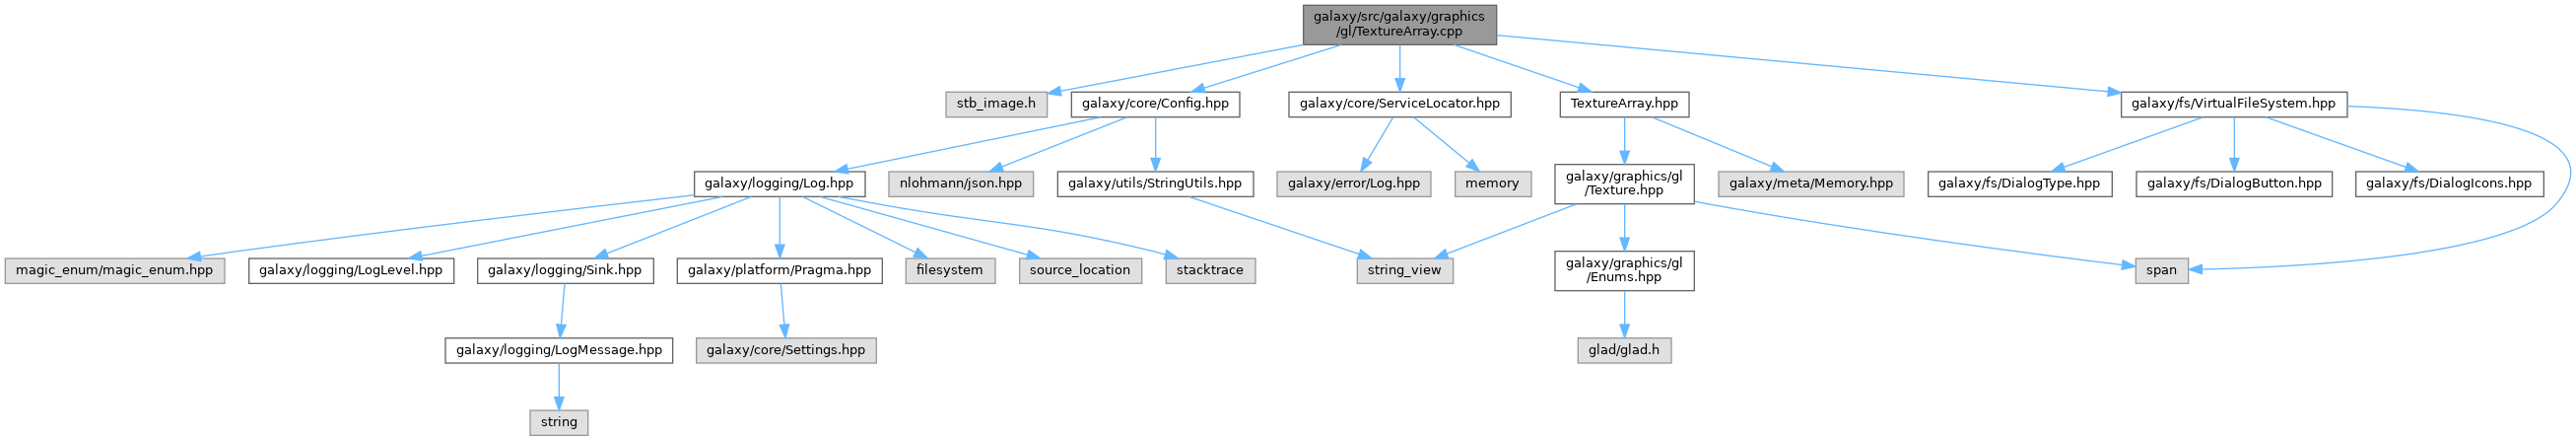 galaxy/src/galaxy/graphics
/gl/TextureArray.cpp
stb_image.h
galaxy/core/Config.hpp
galaxy/core/ServiceLocator.hpp
TextureArray.hpp
galaxy/fs/VirtualFileSystem.hpp
galaxy/logging/Log.hpp
nlohmann/json.hpp
galaxy/utils/StringUtils.hpp
galaxy/error/Log.hpp
memory
galaxy/graphics/gl
/Texture.hpp
galaxy/meta/Memory.hpp
galaxy/fs/DialogType.hpp
galaxy/fs/DialogButton.hpp
galaxy/fs/DialogIcons.hpp
magic_enum/magic_enum.hpp
galaxy/logging/LogLevel.hpp
galaxy/logging/Sink.hpp
galaxy/platform/Pragma.hpp
filesystem
source_location
stacktrace
string_view
galaxy/graphics/gl
/Enums.hpp
span
galaxy/logging/LogMessage.hpp
galaxy/core/Settings.hpp
glad/glad.h
string